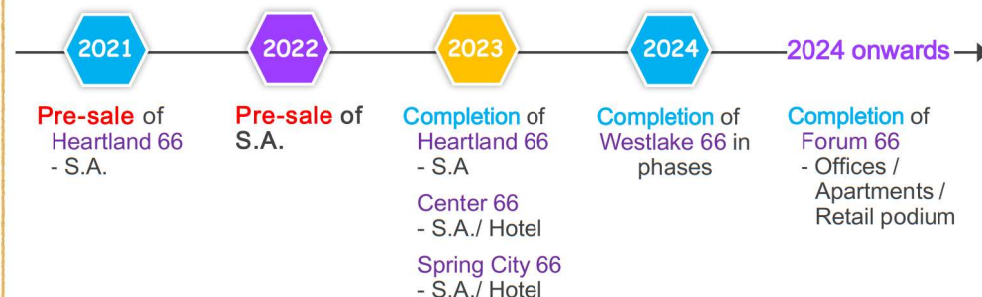 2021
2022
2023
2024
2024 onwards
Pre-sale of
Heartland 66
- S.A.
Pre-sale of
S.A.
Completion of
Heartland 66
- S.A
Center 66
- S.A./ Hotel
Spring City 66
- S.A./ Hotel
Completion of
Westlake 66 in
phases
Completion of
Forum 66
- Offices /
Apartments /
Retail podium